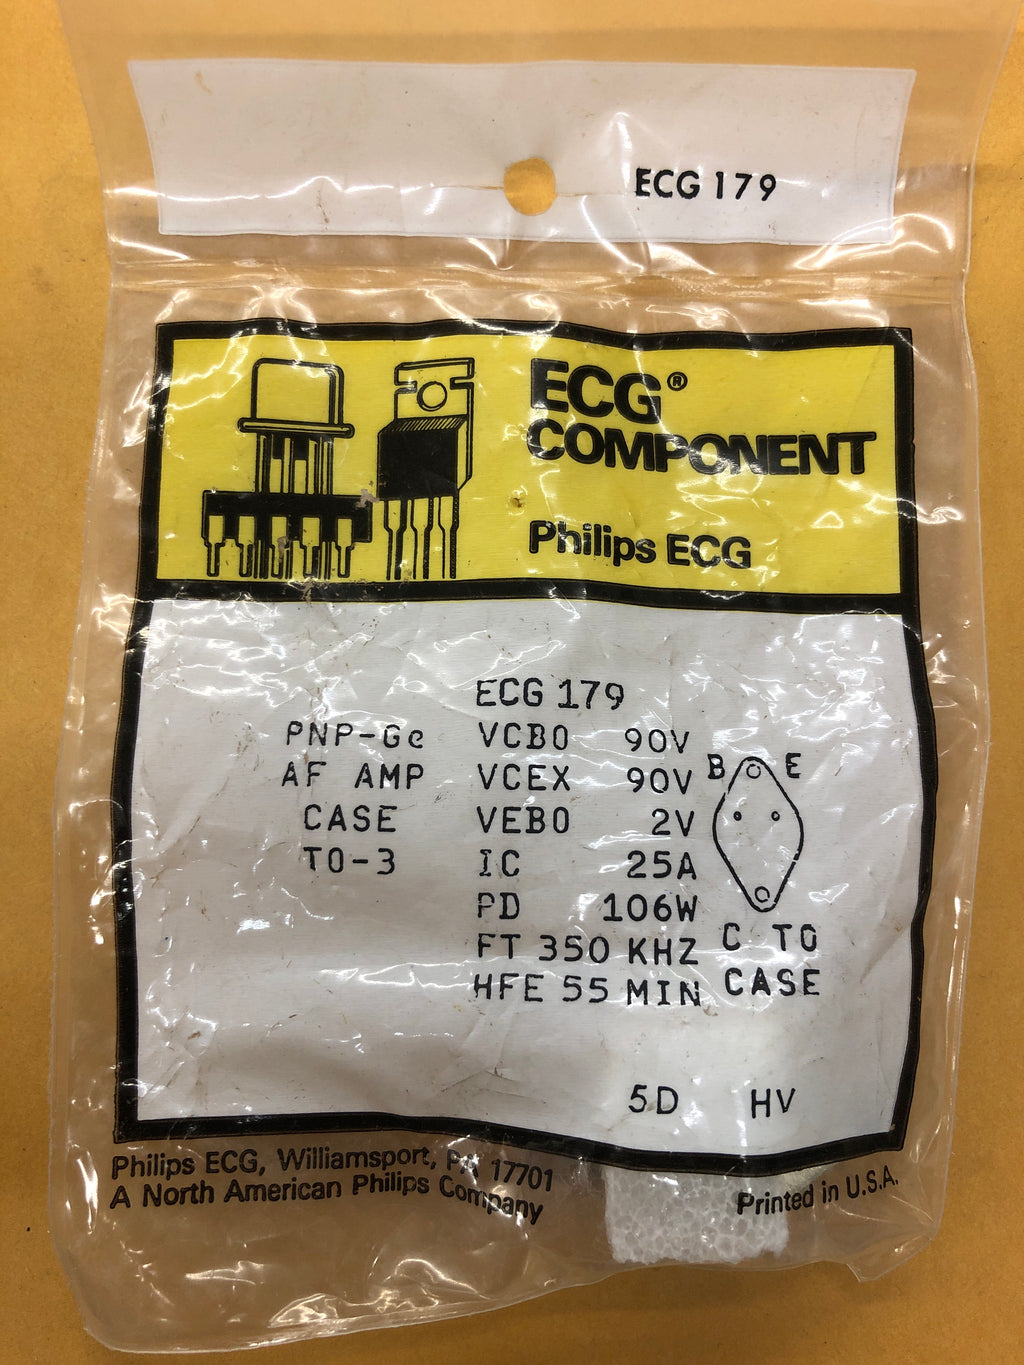 ECG 179
ECG®
COMPONENT
Philips ECG
ECG 179
PNP-Ge VCBO 90V
AF AMP VCEX 90V B E
CASE VEBO 2V
TO-3 IC 25A
PD 106W
FT 350 KHZ C TO
HFE 55 MIN CASE
5D HV
Philips ECG, Williamsport, PA 17701
A North American Philips Company
Printed in U.S.A.